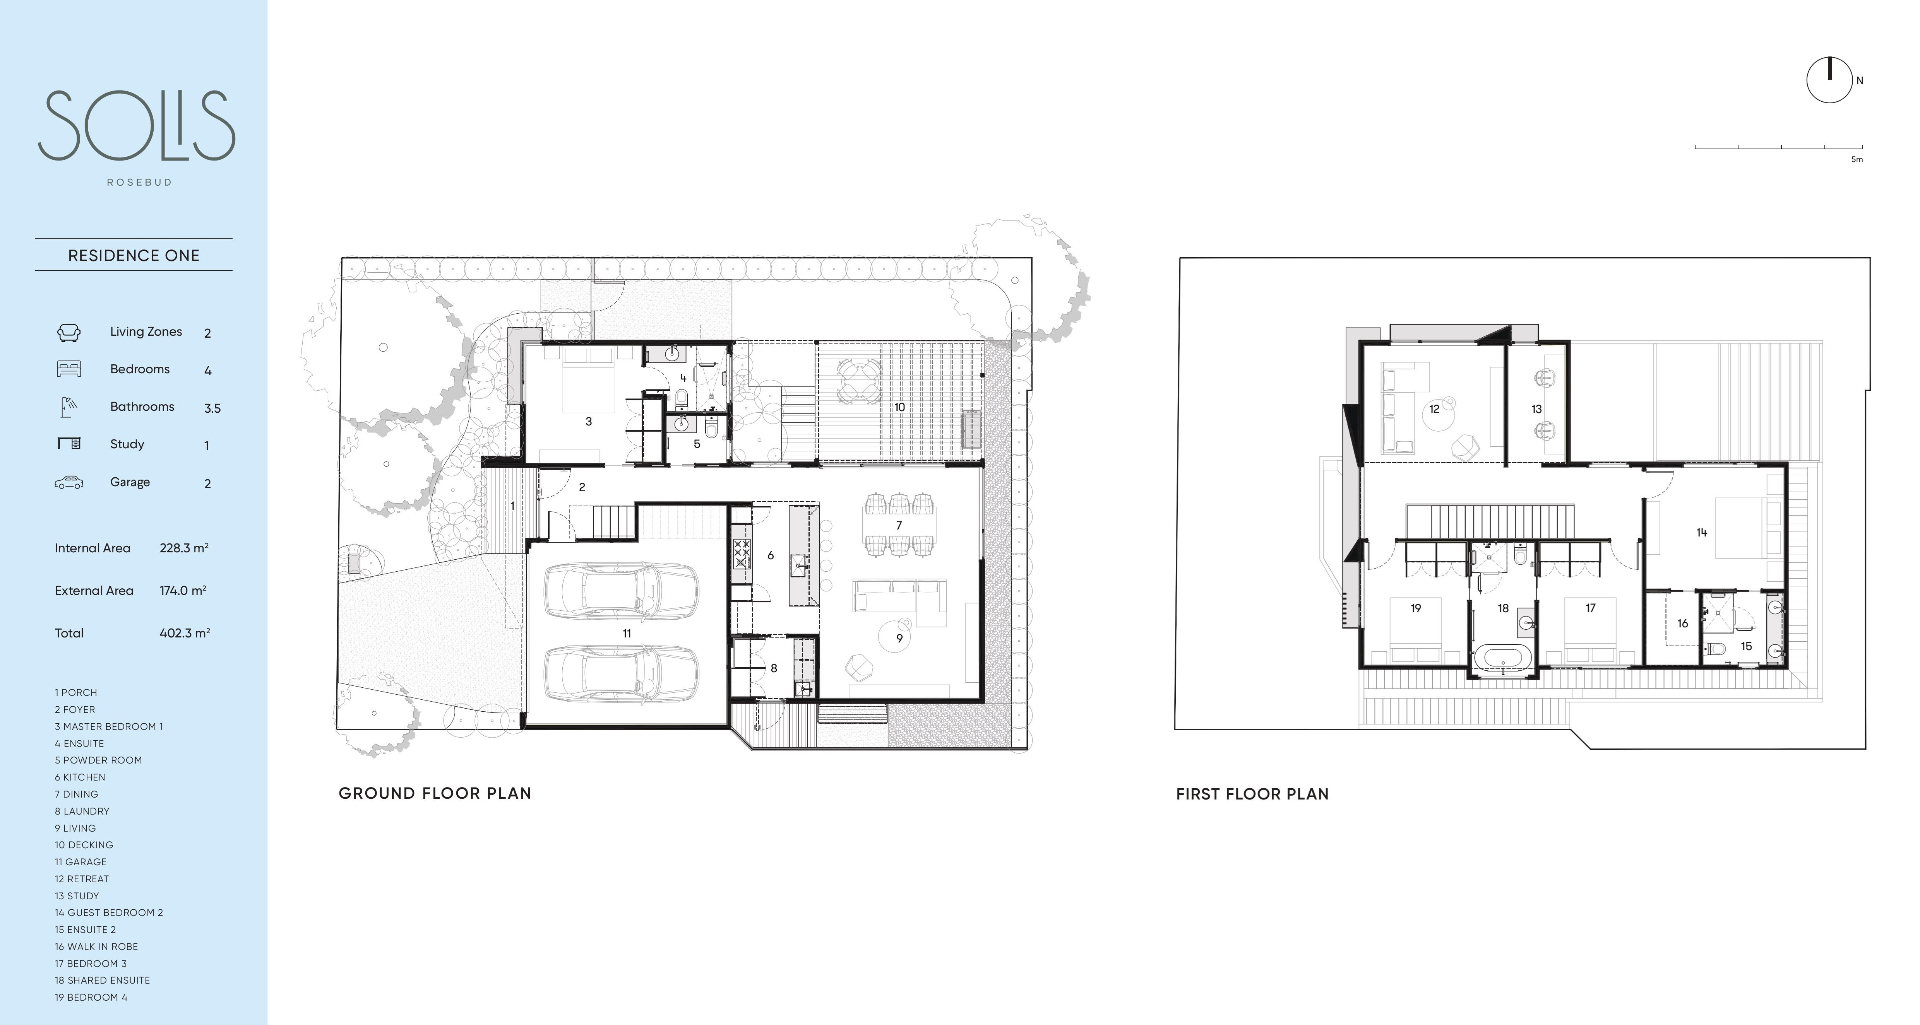 SOLIS
ROSEBUD
RESIDENCE ONE
Living Zones 2
Bedrooms 4
Bathrooms 3.5
Study 1
Garage 2
Internal Area 228.3 m²
External Area 174.0 m²
Total 402.3 m²
1 PORCH
2 FOYER
3 MASTER BEDROOM 1
4 ENSUITE
5 POWDER ROOM
6 KITCHEN
7 DINING
8 LAUNDRY
9 LIVING
10 DECKING
11 GARAGE
12 RETREAT
13 STUDY
14 GUEST BEDROOM 2
15 ENSUITE 2
16 WALK IN ROBE
17 BEDROOM 3
18 SHARED ENSUITE
19 BEDROOM 4
4
10
3
5
2
1
7
6
11
9
8
GROUND FLOOR PLAN
N
5m
12
13
14
19
18
17
16
15
FIRST FLOOR PLAN